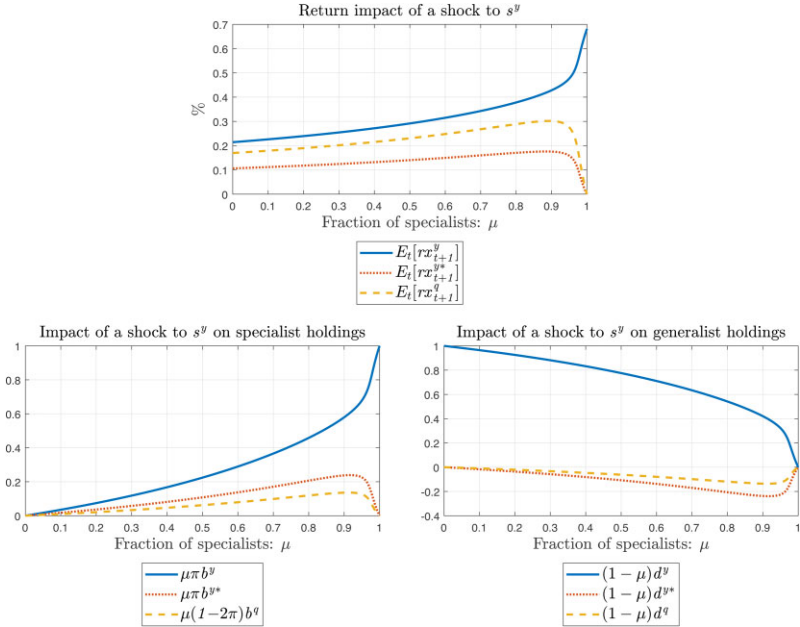 Return impact of a shock to s^y
0.7
0.6
0.5
0.4
0.3
0.2
0.1
0
%
0 0.1 0.2 0.3 0.4 0.5 0.6 0.7 0.8 0.9 1
Fraction of specialists: μ
E_t[rx^y_{t+1}]
E_t[rx^{y*}_{t+1}]
E_t[rx^q_{t+1}]
Impact of a shock to s^y on specialist holdings
1
0.8
0.6
0.4
0.2
0
0 0.1 0.2 0.3 0.4 0.5 0.6 0.7 0.8 0.9 1
Fraction of specialists: μ
μπb^y
μπb^{y*}
μ(1−2π)b^q
Impact of a shock to s^y on generalist holdings
1
0.8
0.6
0.4
0.2
0
-0.2
-0.4
0 0.1 0.2 0.3 0.4 0.5 0.6 0.7 0.8 0.9 1
Fraction of specialists: μ
(1 − μ)d^y
(1 − μ)d^{y*}
(1 − μ)d^q